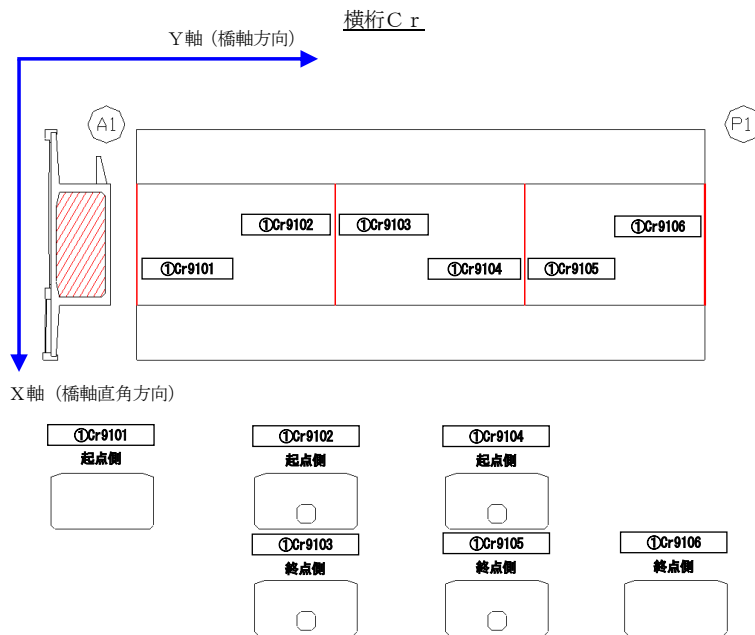 横桁Ｃｒ
Ｙ軸（橋軸方向）
A1
P1
①Cr9102
①Cr9103
①Cr9106
①Cr9101
①Cr9104
①Cr9105
Ｘ軸（橋軸直角方向）
①Cr9101
①Cr9102
①Cr9104
起点側
起点側
起点側
①Cr9103
①Cr9105
①Cr9106
終点側
終点側
終点側